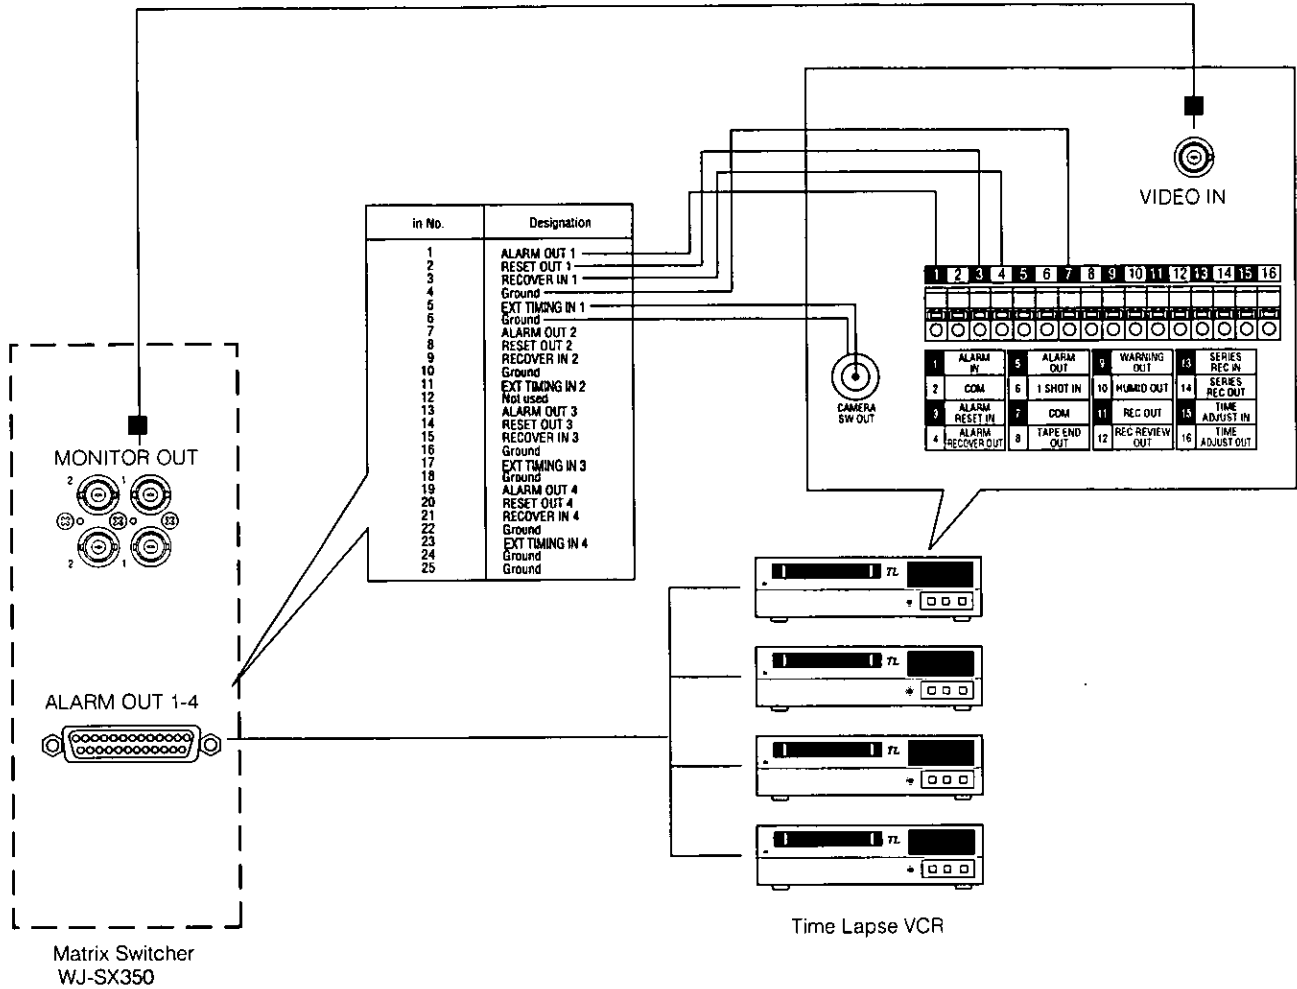 VIDEO IN
in No. Designation
1 ALARM OUT 1
2 RESET OUT 1
3 RECOVER IN 1
4 Ground
5 EXT TIMING IN 1
6 Ground
7 ALARM OUT 2
8 RESET OUT 2
9 RECOVER IN 2
10 Ground
11 EXT TIMING IN 2
12 Not used
13 ALARM OUT 3
14 RESET OUT 3
15 RECOVER IN 3
16 Ground
17 EXT TIMING IN 3
18 Ground
19 ALARM OUT 4
20 RESET OUT 4
21 RECOVER IN 4
22 Ground
23 EXT TIMING IN 4
24 Ground
25 Ground
1 2 3 4 5 6 7 8 9 10 11 12 13 14 15 16
1 ALARM IN 5 ALARM OUT 9 WARNING OUT 13 SERIES REC IN
2 COM 6 1 SHOT IN 10 HUMID OUT 14 SERIES REC OUT
3 ALARM RESET IN 7 COM 11 REC OUT 15 TIME ADJUST IN
4 ALARM RECOVER OUT 8 TAPE END OUT 12 REC REVIEW OUT 16 TIME ADJUST OUT
CAMERA
SW OUT
MONITOR OUT
2 1
2 1
ALARM OUT 1-4
TL
TL
TL
TL
Time Lapse VCR
Matrix Switcher
WJ-SX350